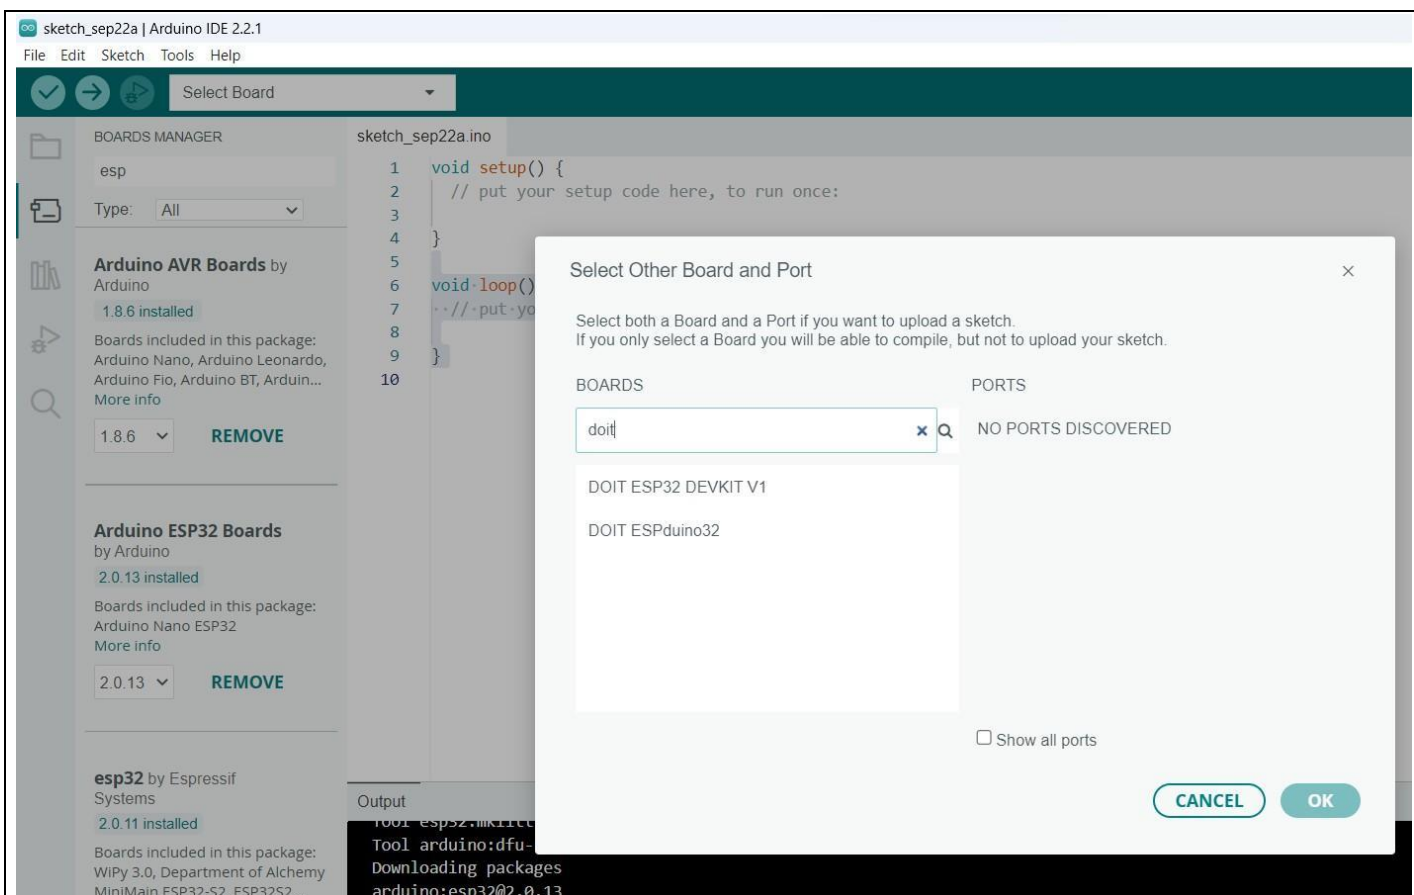 sketch_sep22a | Arduino IDE 2.2.1
File Edit Sketch Tools Help
Select Board
BOARDS MANAGER
esp
Type: All
Arduino AVR Boards by
Arduino
1.8.6 installed
Boards included in this package:
Arduino Nano, Arduino Leonardo,
Arduino Fio, Arduino BT, Arduin...
More info
1.8.6 REMOVE
Arduino ESP32 Boards
by Arduino
2.0.13 installed
Boards included in this package:
Arduino Nano ESP32
More info
2.0.13 REMOVE
esp32 by Espressif
Systems
2.0.11 installed
Boards included in this package:
WiPy 3.0, Department of Alchemy
MiniMain ESP32-S2, ESP32S2
sketch_sep22a.ino
1 void setup() {
2 // put your setup code here, to run once:
3
4 }
5
6 void loop()
7 // put yo
8
9 }
10
Select Other Board and Port
Select both a Board and a Port if you want to upload a sketch.
If you only select a Board you will be able to compile, but not to upload your sketch.
BOARDS
doit
DOIT ESP32 DEVKIT V1
DOIT ESPduino32
PORTS
NO PORTS DISCOVERED
Show all ports
CANCEL OK
Output
Tool
Tool arduino:dfu-
Downloading packages
arduino:esp32@2.0.13